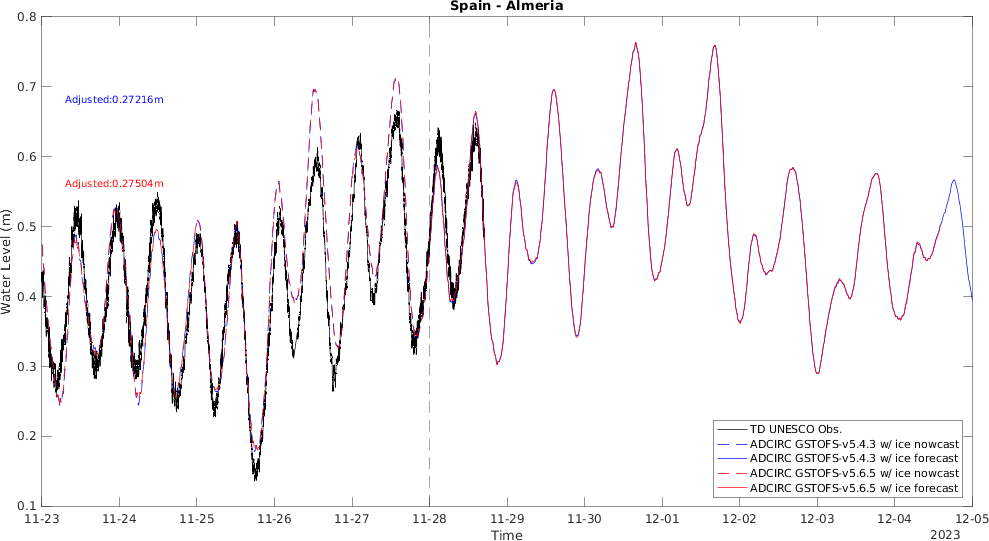 Spain - Almeria
0.8
0.7
0.6
0.5
0.4
0.3
0.2
0.1
Water Level (m)
Adjusted:0.27216m
Adjusted:0.27504m
TD UNESCO Obs.
ADCIRC GSTOFS-v5.4.3 w/ ice nowcast
ADCIRC GSTOFS-v5.4.3 w/ ice forecast
ADCIRC GSTOFS-v5.6.5 w/ ice nowcast
ADCIRC GSTOFS-v5.6.5 w/ ice forecast
11-23 11-24 11-25 11-26 11-27 11-28 11-29 11-30 12-01 12-02 12-03 12-04 12-05
Time
2023